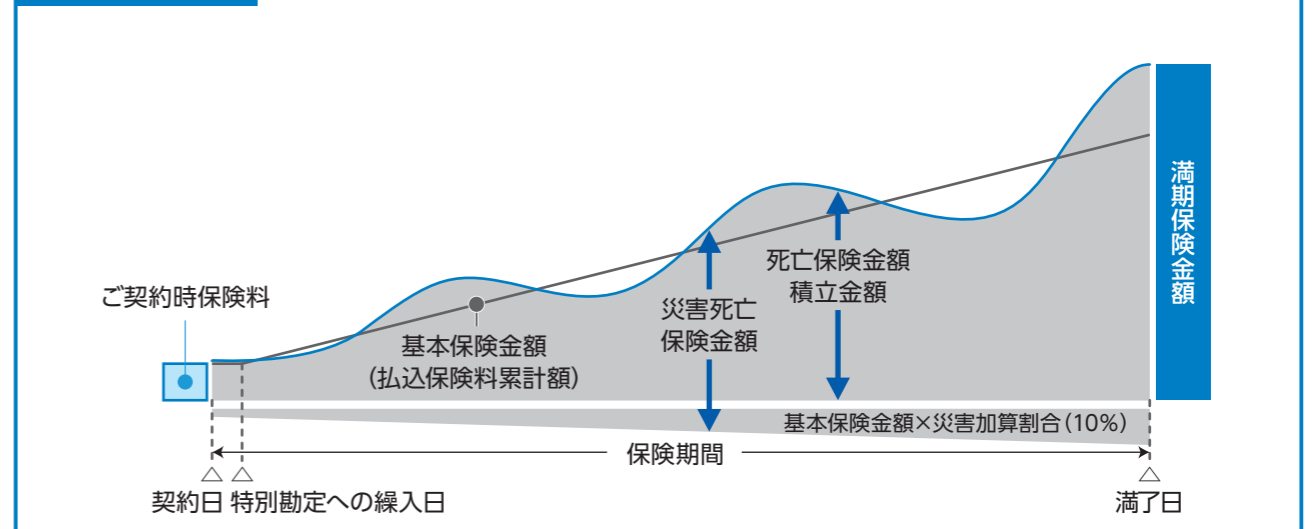 満期保険金額
ご契約時保険料
基本保険金額
(払込保険料累計額)
災害死亡
保険金額
死亡保険金額
積立金額
基本保険金額×災害加算割合(10%)
保険期間
契約日
特別勘定への繰入日
満了日